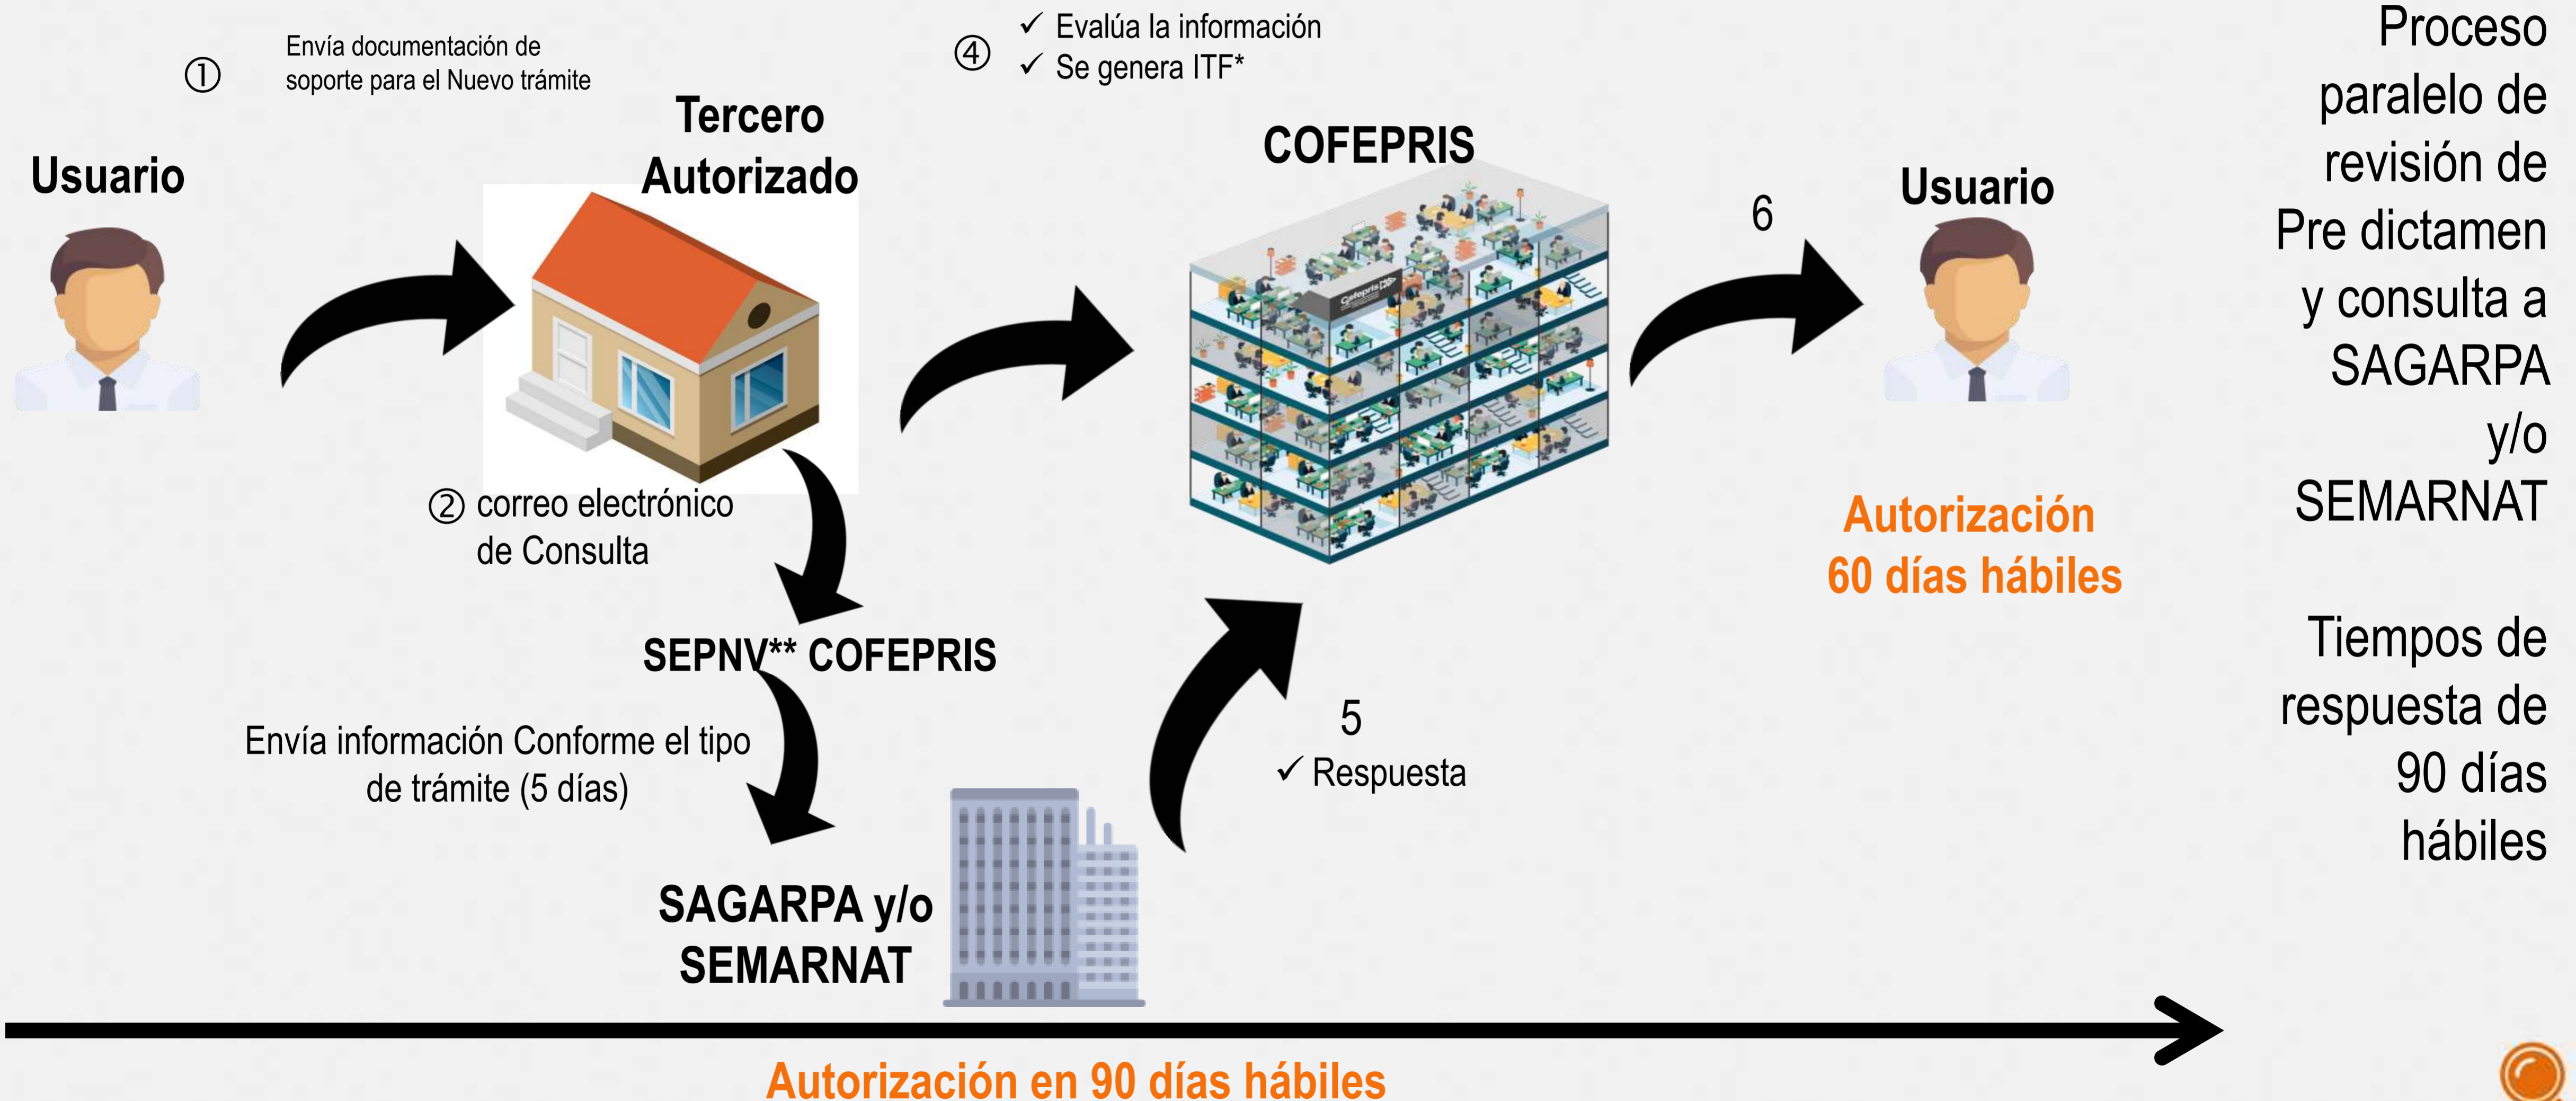 ①
Envía documentación de
soporte para el Nuevo trámite
④
✓ Evalúa la información
✓ Se genera ITF*
Usuario
Tercero
Autorizado
COFEPRIS
Cofepris
6
Usuario
② correo electrónico
de Consulta
Autorización
60 días hábiles
SEPNV** COFEPRIS
Envía información Conforme el tipo
de trámite (5 días)
5
✓ Respuesta
SAGARPA y/o
SEMARNAT
Autorización en 90 días hábiles
Proceso
paralelo de
revisión de
Pre dictamen
y consulta a
SAGARPA
y/o
SEMARNAT
Tiempos de
respuesta de
90 días
hábiles